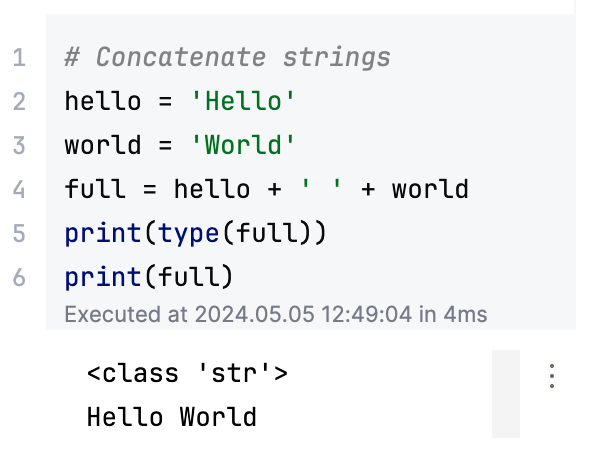 1 # Concatenate strings
2 hello = 'Hello'
3 world = 'World'
4 full = hello + ' ' + world
5 print(type(full))
6 print(full)
Executed at 2024.05.05 12:49:04 in 4ms
<class 'str'>
Hello World